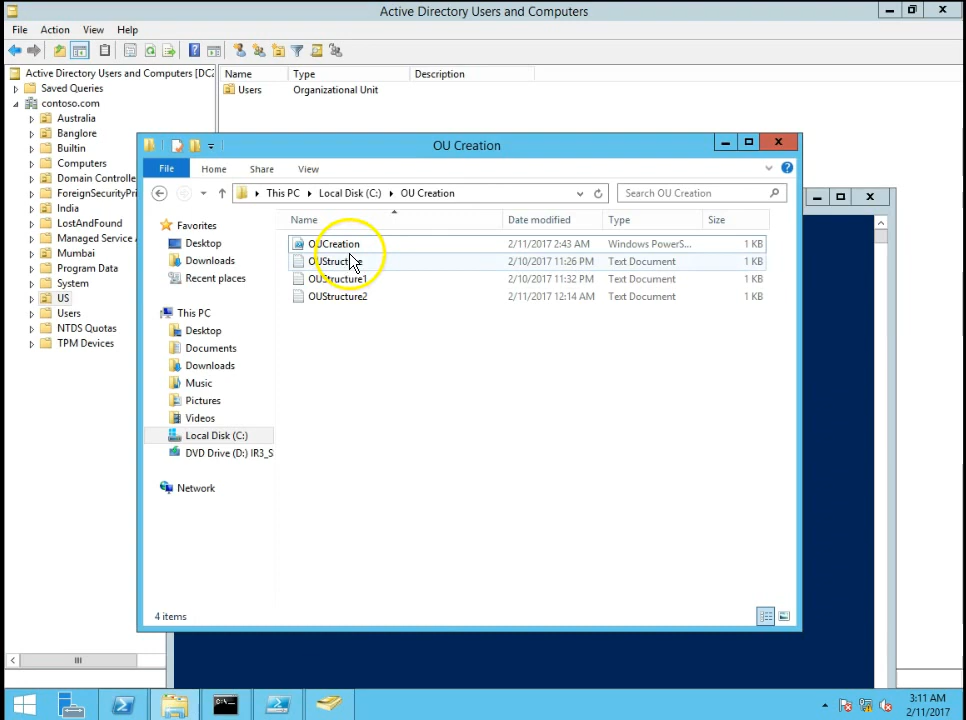 Active Directory Users and Computers
File Action View Help
Active Directory Users and Computers [DC2
Name Type Description
Saved Queries
Users Organizational Unit
contoso.com
Australia
Banglore
Builtin
Computers
Domain Controlle
ForeignSecurityPri
India
LostAndFound
Managed Service
Mumbai
Program Data
System
US
Users
NTDS Quotas
TPM Devices
OU Creation
File Home Share View
This PC Local Disk (C:) OU Creation
Search OU Creation
Name Date modified Type Size
OUCreation 2/11/2017 2:43 AM Windows PowerS... 1 KB
OUStructure 2/10/2017 11:26 PM Text Document 1 KB
OUStructure1 2/10/2017 11:32 PM Text Document 1 KB
OUStructure2 2/11/2017 12:14 AM Text Document 1 KB
Favorites
Desktop
Downloads
Recent places
This PC
Desktop
Documents
Downloads
Music
Pictures
Videos
Local Disk (C:)
DVD Drive (D:) IR3_S
Network
4 items
3:11 AM
2/11/2017